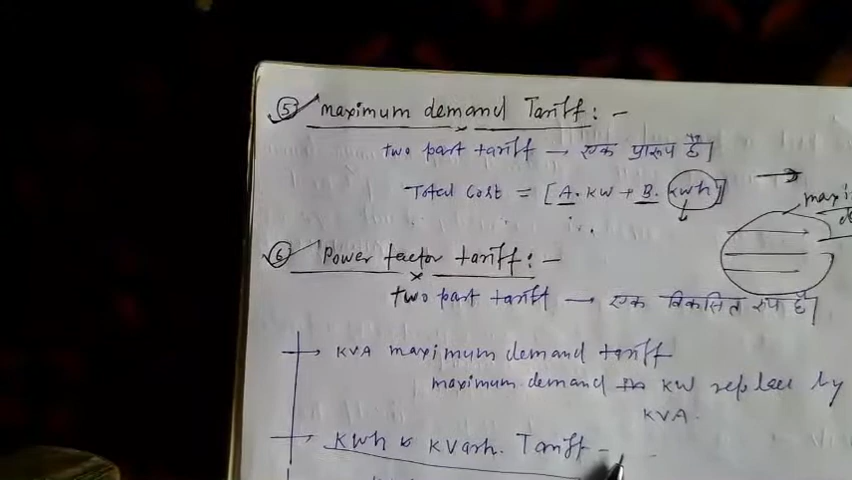 ⑤ maximum demand Tariff : -
two part tariff → एक प्रारूप है।
Total Cost = [A. KW + B. Kwh]
maxi
⑥ Power factor tariff : -
two part tariff → एक विकसित रूप है।
KVA maximum demand tariff
maximum demand KW replace by
KVA.
Kwh & KVarh. Tariff -